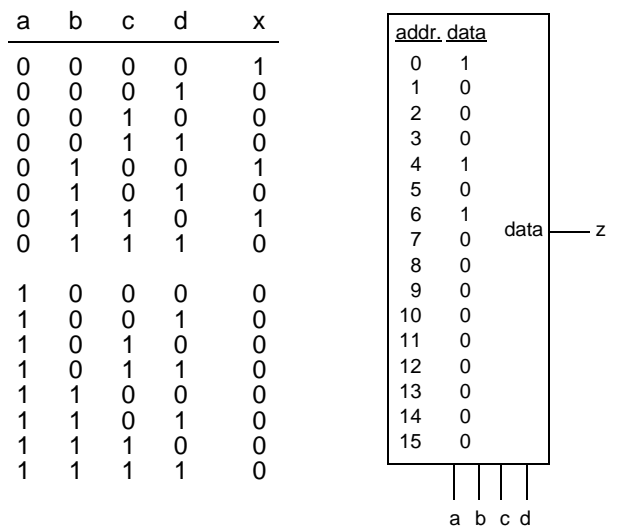 a b c d x
0 0 0 0 1
0 0 0 1 0
0 0 1 0 0
0 0 1 1 0
0 1 0 0 1
0 1 0 1 0
0 1 1 0 1
0 1 1 1 0
1 0 0 0 0
1 0 0 1 0
1 0 1 0 0
1 0 1 1 0
1 1 0 0 0
1 1 0 1 0
1 1 1 0 0
1 1 1 1 0
addr. data
0 1
1 0
2 0
3 0
4 1
5 0
6 1
7 0
8 0
9 0
10 0
11 0
12 0
13 0
14 0
15 0
data z
a b c d